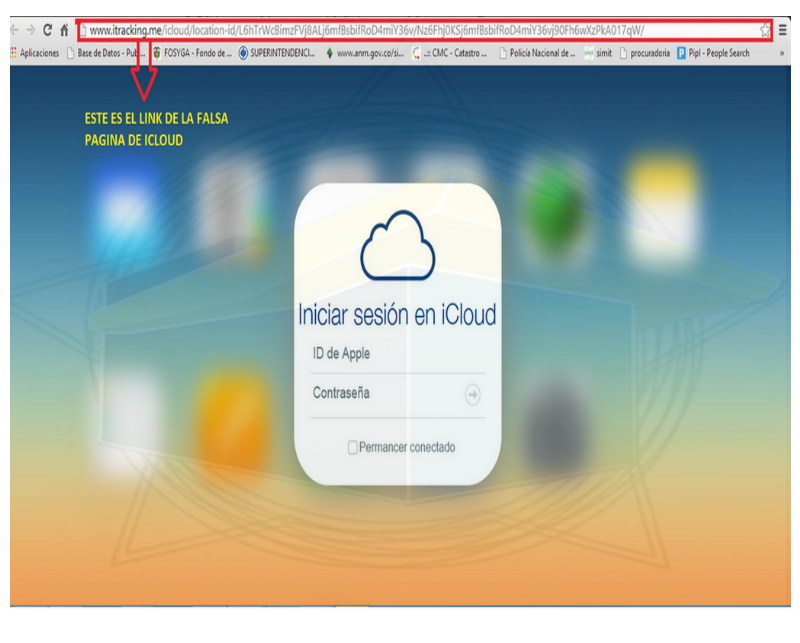 www.itracking.me/icloud/location-id/L6hTrWcBimzFVj8ALj6mfBsbifRoD4miY36v/Nz6Fhj0KSj6mfBsbifRoD4miY36vj90Fh6wXzPkA017qW/
Aplicaciones Base de Datos - Pub... FOSYGA - Fondo de ... SUPERINTENDENCI... www.anm.gov.co/si... ..:: CMC - Catastro ... Policía Nacional de ... simit procuradoria Pipl - People Search »
ESTE ES EL LINK DE LA FALSA
PAGINA DE ICLOUD
Iniciar sesión en iCloud
ID de Apple
Contraseña
Permancer conectado